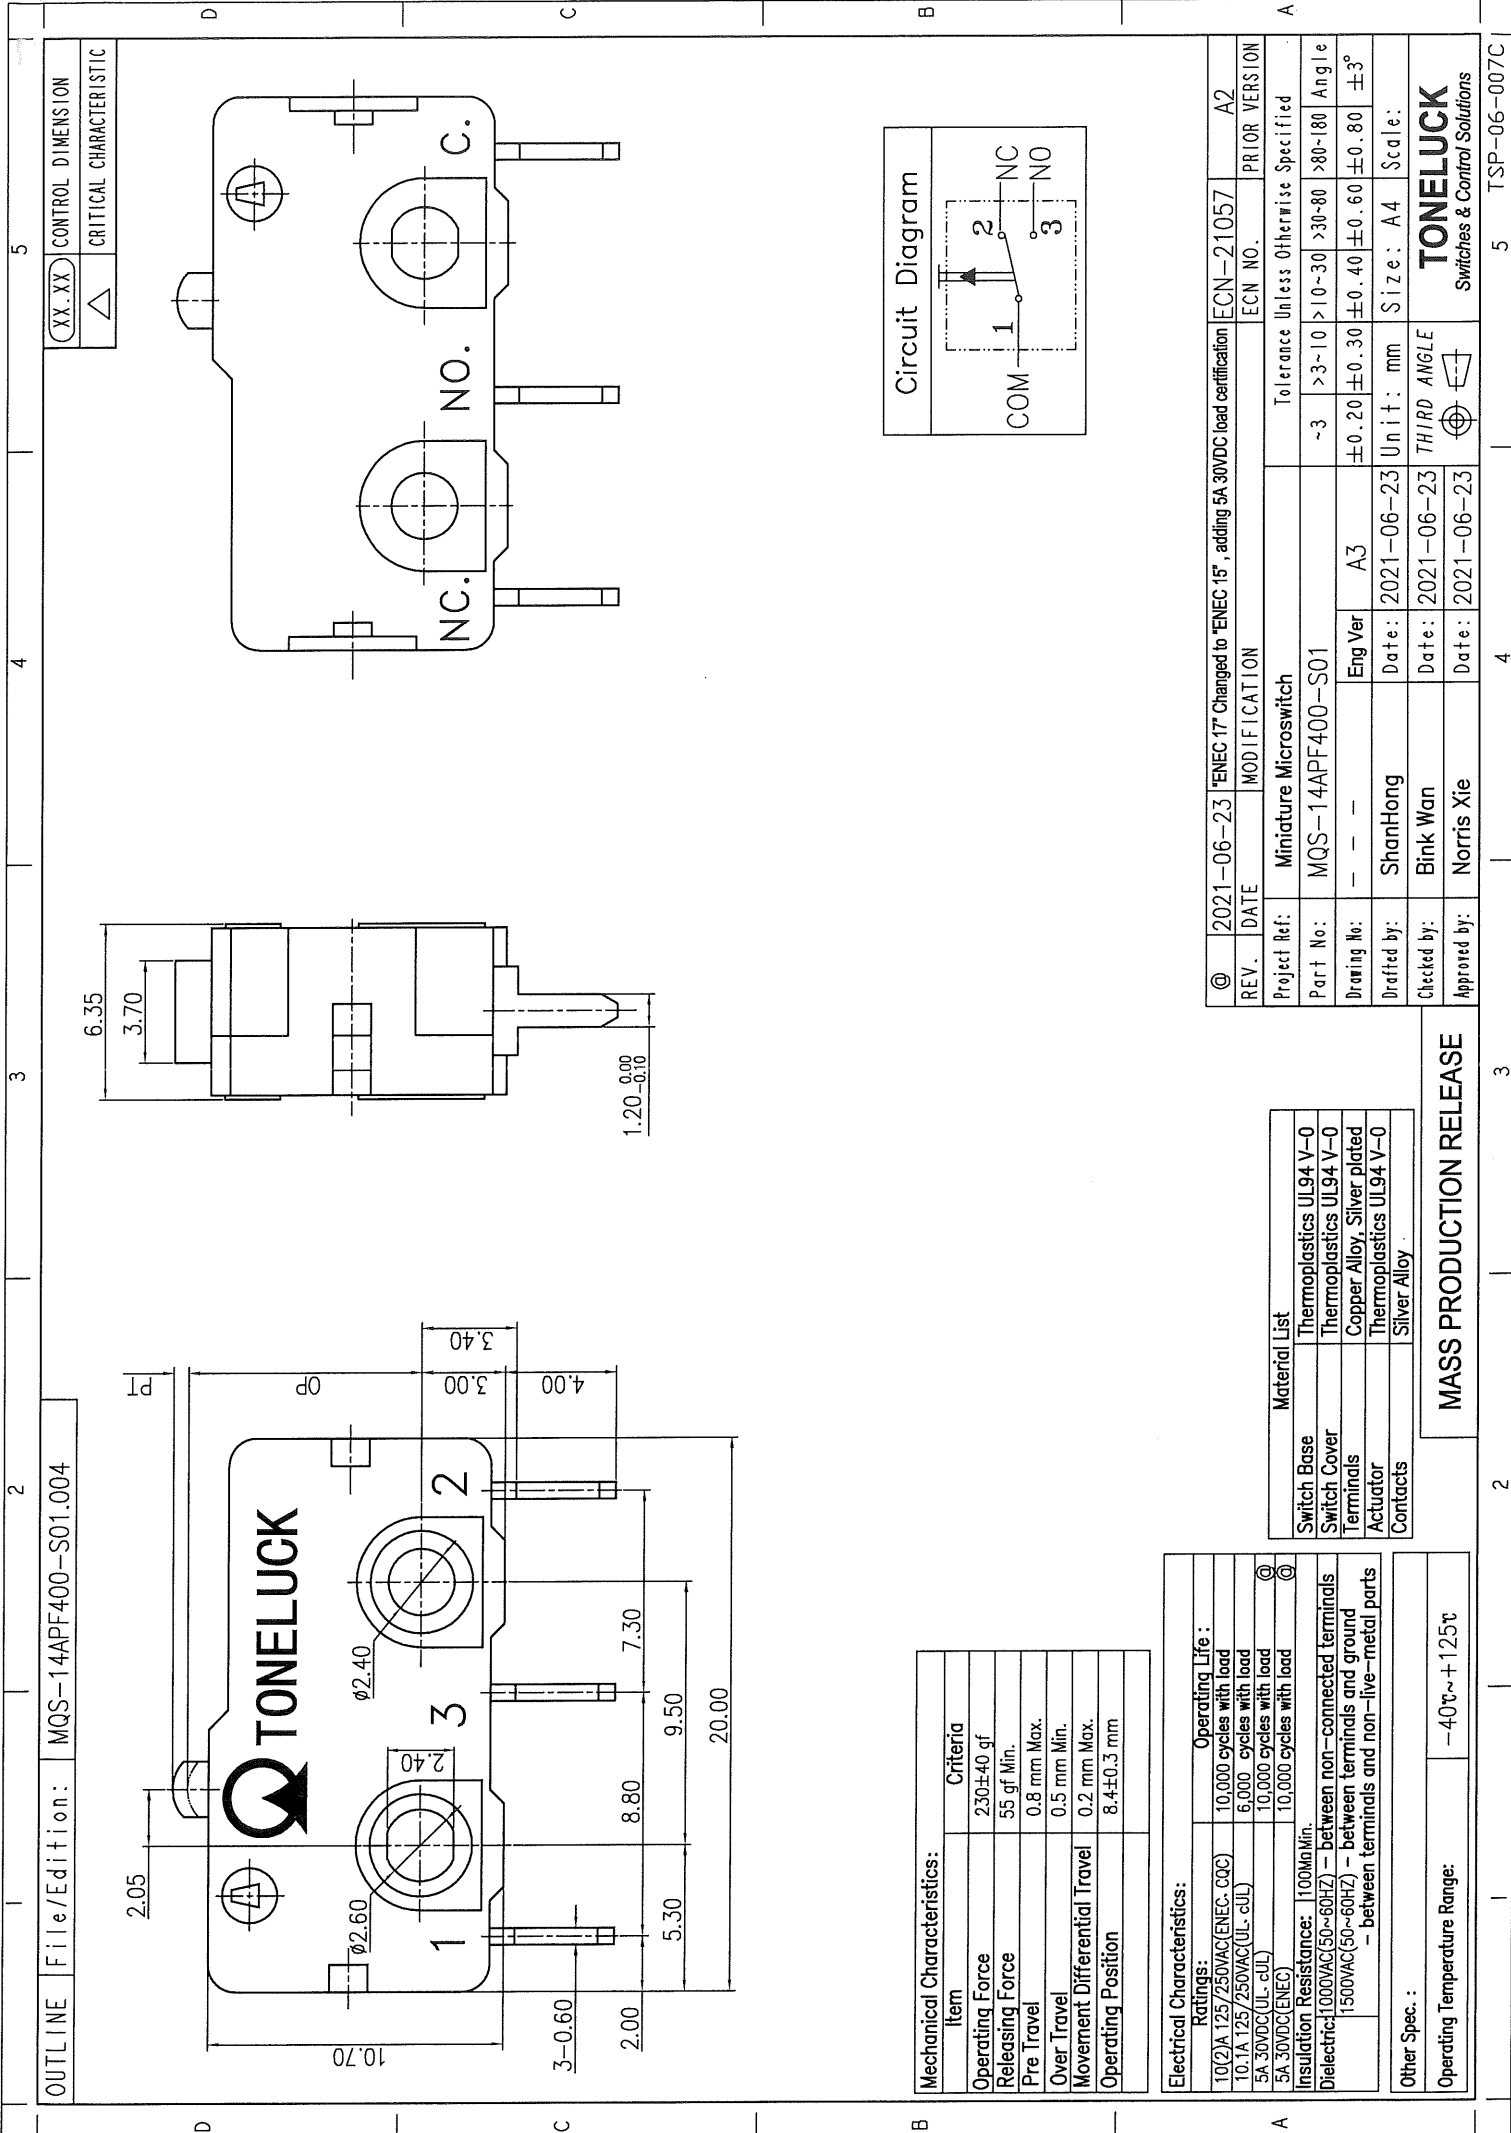 OUTLINE File/Edition: MQS-14APF400-S01.004
XX.XX CONTROL DIMENSION
CRITICAL CHARACTERISTIC
1 2 3 4 5
D D
C C
B B
A A
2.05
10.70
TONELUCK
ø2.60
ø2.40
2.40
1 3 2
PT
OP
3.00
3.40
4.00
3-0.60
2.00
8.80
7.30
5.30
9.50
20.00
6.35
3.70
1.20 0.00 -0.10
NC. NO. C.
Circuit Diagram
COM 1 2 NC
3 NO
Mechanical Characteristics:
Item Criteria
Operating Force 230±40 gf
Releasing Force 55 gf Min.
Pre Travel 0.8 mm Max.
Over Travel 0.5 mm Min.
Movement Differential Travel 0.2 mm Max.
Operating Position 8.4±0.3 mm
Electrical Characteristics:
Ratings: Operating Life :
10(2)A 125/250VAC(ENEC. CQC) 10,000 cycles with load
10.1A 125/250VAC(UL. cUL) 6,000 cycles with load
5A 30VDC(UL. cUL) 10,000 cycles with load @
5A 30VDC(ENEC) 10,000 cycles with load @
Insulation Resistance: 100MΩMin.
Dielectric: 1000VAC(50~60HZ) - between non-connected terminals
1500VAC(50~60HZ) - between terminals and ground
- between terminals and non-live-metal parts
Other Spec. :
Operating Temperature Range: -40℃~+125℃
Material List
Switch Base Thermoplastics UL94 V-0
Switch Cover Thermoplastics UL94 V-0
Terminals Copper Alloy, Silver plated
Actuator Thermoplastics UL94 V-0
Contacts Silver Alloy
MASS PRODUCTION RELEASE
@ 2021-06-23 "ENEC 17" Changed to "ENEC 15", adding 5A 30VDC load certification ECN-21057 A2
REV. DATE MODIFICATION ECN NO. PRIOR VERSION
Project Ref: Miniature Microswitch Tolerance Unless Otherwise Specified
Part No: MQS-14APF400-S01 ~3 >3~10 >10~30 >30~80 >80~180 Angle
Drawing No: - - - Eng Ver A3 ±0.20 ±0.30 ±0.40 ±0.60 ±0.80 ±3°
Drafted by: ShanHong Date: 2021-06-23 Unit: mm Size: A4 Scale:
Checked by: Bink Wan Date: 2021-06-23 THIRD ANGLE TONELUCK
Approved by: Norris Xie Date: 2021-06-23 Switches & Control Solutions
1 2 3 4 5 TSP-06-007C